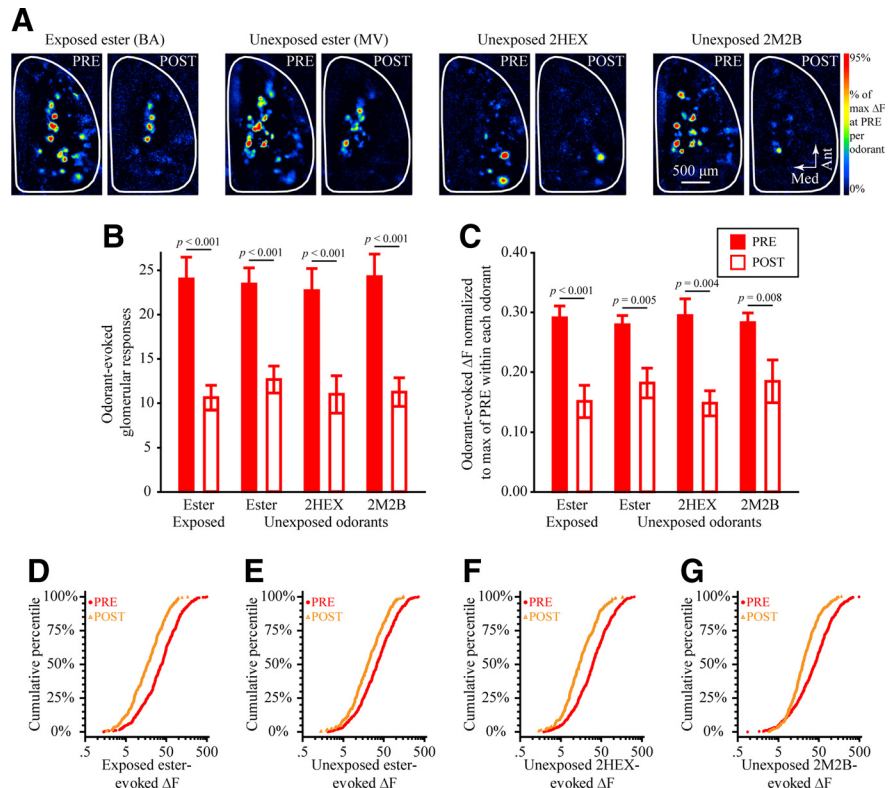 A
Exposed ester (BA)
Unexposed ester (MV)
Unexposed 2HEX
Unexposed 2M2B
PRE
POST
PRE
POST
PRE
POST
PRE
POST
500 μm
Ant
Med
95%
% of
max ΔF
at PRE
per
odorant
0%
B
p < 0.001
p < 0.001
p < 0.001
p < 0.001
Odorant-evoked
glomerular responses
25
20
15
10
5
0
Ester
Ester
2HEX
2M2B
Exposed
Unexposed odorants
C
PRE
POST
p < 0.001
p = 0.005
p = 0.004
p = 0.008
Odorant-evoked ΔF normalized
to max of PRE within each odorant
0.40
0.30
0.20
0.10
0.00
Ester
Ester
2HEX
2M2B
Exposed
Unexposed odorants
D
Cumulative percentile
100%
75%
50%
25%
0%
PRE
POST
.5
5
50
500
Exposed ester-
evoked ΔF
E
Cumulative percentile
100%
75%
50%
25%
0%
PRE
POST
.5
5
50
500
Unexposed ester-
evoked ΔF
F
Cumulative percentile
100%
75%
50%
25%
0%
PRE
POST
.5
5
50
500
Unexposed 2HEX-
evoked ΔF
G
Cumulative percentile
100%
75%
50%
25%
0%
PRE
POST
.5
5
50
500
Unexposed 2M2B-
evoked ΔF